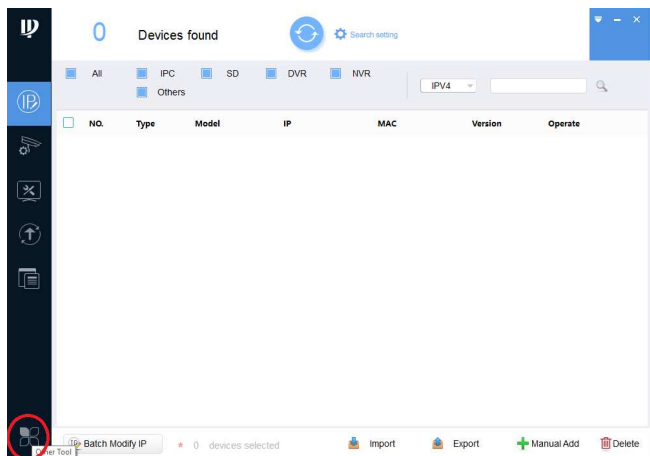 0 Devices found Search setting
All IPC SD DVR NVR
Others
IPV4
NO. Type Model IP MAC Version Operate
IP
Other Tool
Batch Modify IP * 0 devices selected Import Export Manual Add Delete